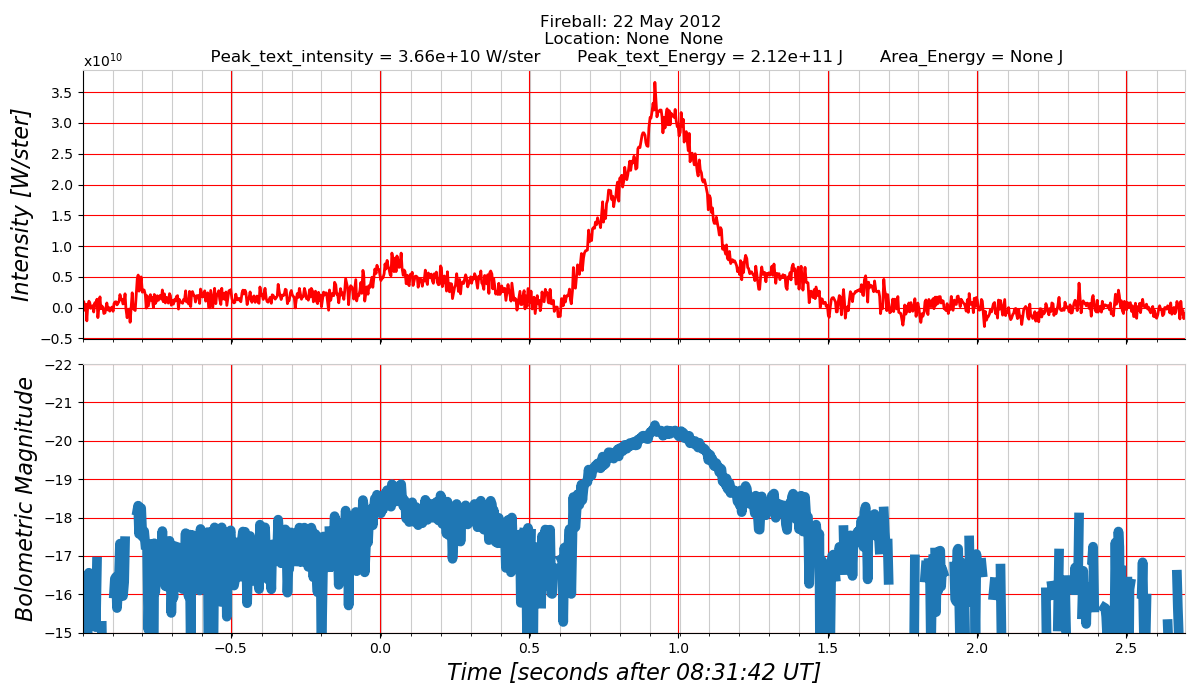 Fireball: 22 May 2012
Location: None  None
Peak_text_intensity = 3.66e+10 W/ster       Peak_text_Energy = 2.12e+11 J       Area_Energy = None J
x10¹⁰
Intensity [W/ster]
3.5
3.0
2.5
2.0
1.5
1.0
0.5
0.0
−0.5
Bolometric Magnitude
−22
−21
−20
−19
−18
−17
−16
−15
−0.5 0.0 0.5 1.0 1.5 2.0 2.5
Time [seconds after 08:31:42 UT]